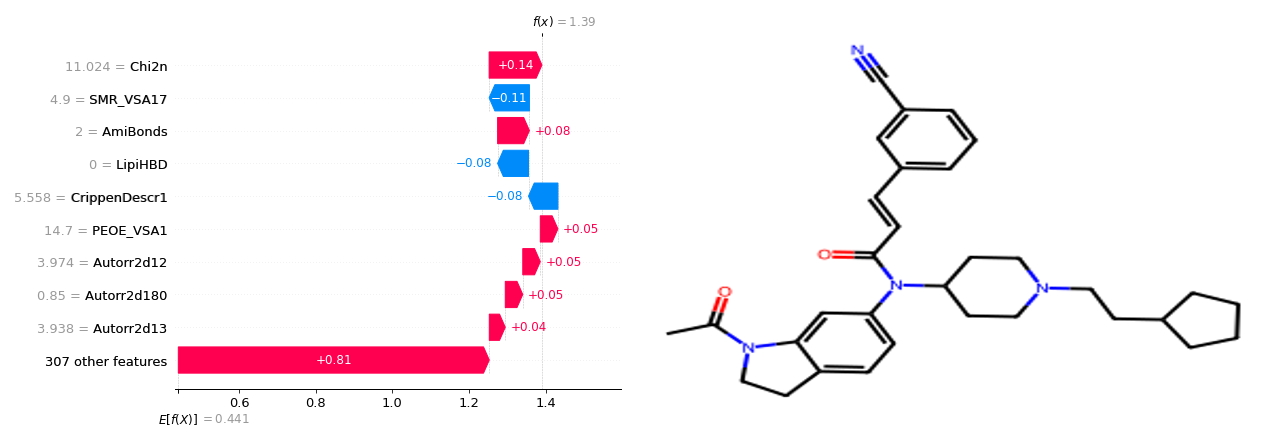 f(x) = 1.39
11.024 = Chi2n
+0.14
4.9 = SMR_VSA17
−0.11
2 = AmiBonds
+0.08
0 = LipiHBD
−0.08
5.558 = CrippenDescr1
−0.08
14.7 = PEOE_VSA1
+0.05
3.974 = Autorr2d12
+0.05
0.85 = Autorr2d180
+0.05
3.938 = Autorr2d13
+0.04
307 other features
+0.81
0.6 0.8 1.0 1.2 1.4
E[f(X)] = 0.441
N
O
N
N
O
N